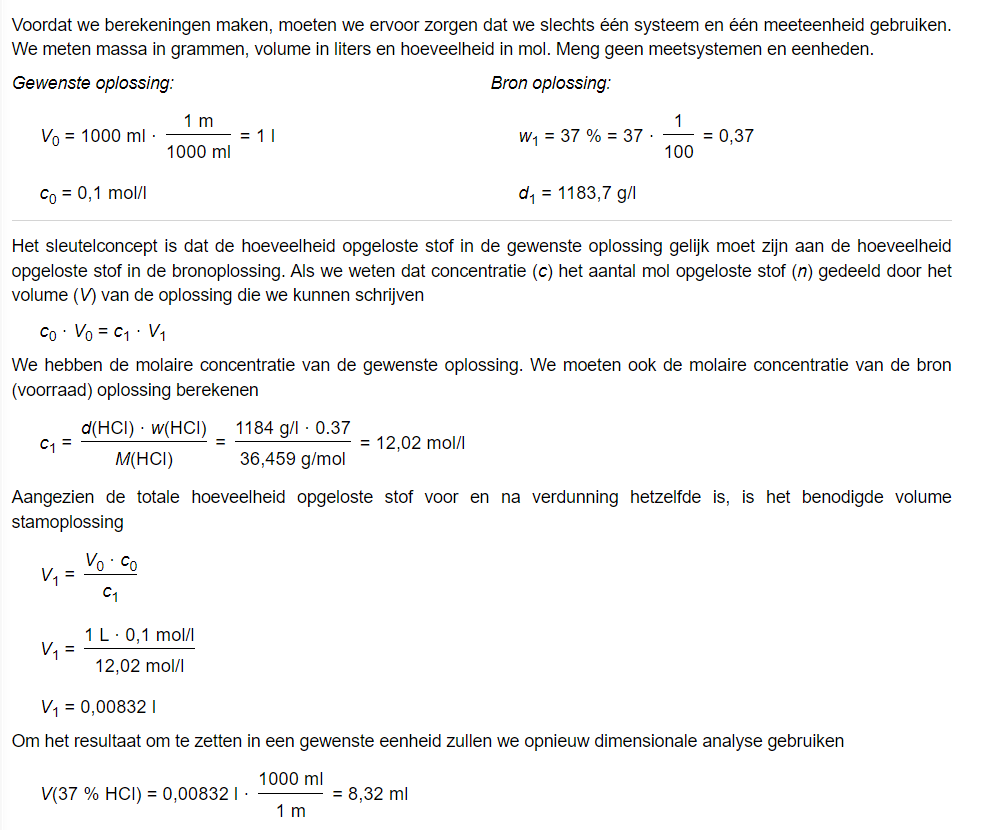 Voordat we berekeningen maken, moeten we ervoor zorgen dat we slechts één systeem en één meeteenheid gebruiken.
We meten massa in grammen, volume in liters en hoeveelheid in mol. Meng geen meetsystemen en eenheden.
Gewenste oplossing: Bron oplossing:
V₀ = 1000 ml · 1 m / 1000 ml = 1 l
w₁ = 37 % = 37 · 1 / 100 = 0,37
c₀ = 0,1 mol/l
d₁ = 1183,7 g/l
Het sleutelconcept is dat de hoeveelheid opgeloste stof in de gewenste oplossing gelijk moet zijn aan de hoeveelheid
opgeloste stof in de bronoplossing. Als we weten dat concentratie (c) het aantal mol opgeloste stof (n) gedeeld door het
volume (V) van de oplossing die we kunnen schrijven
c₀ · V₀ = c₁ · V₁
We hebben de molaire concentratie van de gewenste oplossing. We moeten ook de molaire concentratie van de bron
(voorraad) oplossing berekenen
c₁ = d(HCl) · w(HCl) / M(HCl) = 1184 g/l · 0.37 / 36,459 g/mol = 12,02 mol/l
Aangezien de totale hoeveelheid opgeloste stof voor en na verdunning hetzelfde is, is het benodigde volume
stamoplossing
V₁ = V₀ · c₀ / c₁
V₁ = 1 L · 0,1 mol/l / 12,02 mol/l
V₁ = 0,00832 l
Om het resultaat om te zetten in een gewenste eenheid zullen we opnieuw dimensionale analyse gebruiken
V(37 % HCl) = 0,00832 l · 1000 ml / 1 m = 8,32 ml